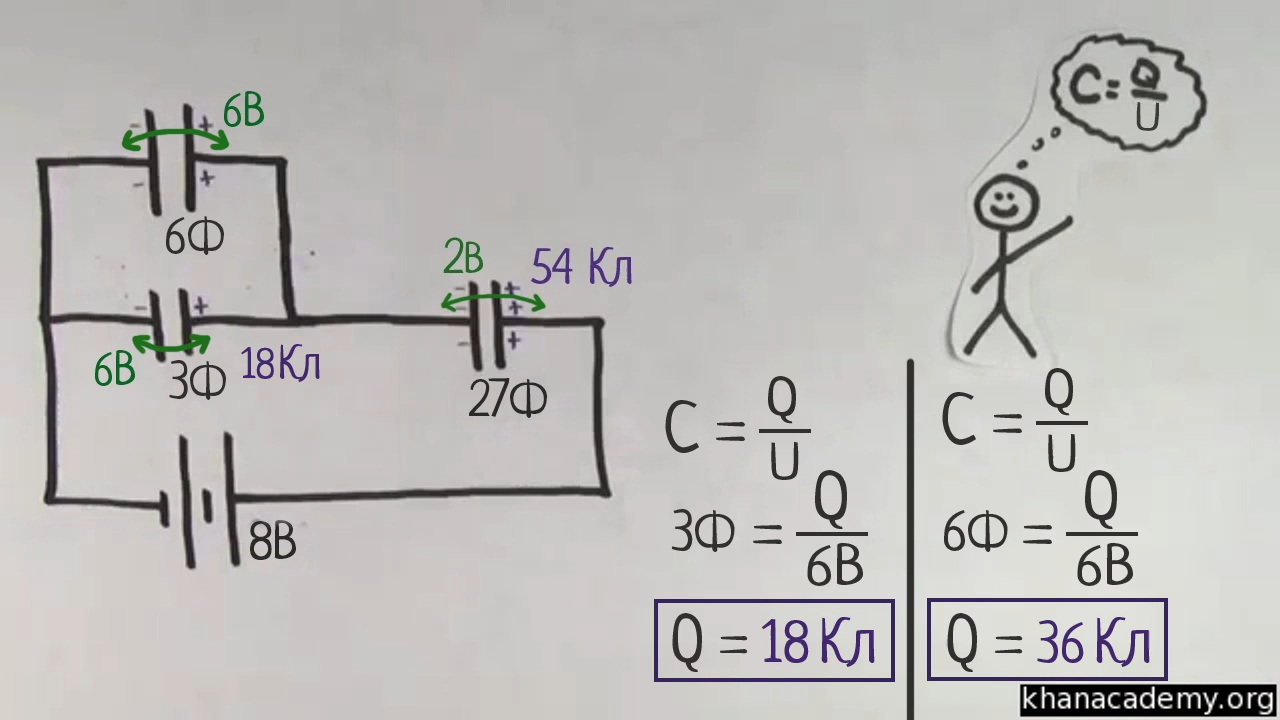 6В
- +
- +
6Ф
- +
6В
3Ф
18Кл
8В
2В
54 Кл
- +
- +
- +
27Ф
C = Q/U
C = Q/U
3Ф = Q/6В
Q = 18 Кл
C = Q/U
6Ф = Q/6В
Q = 36 Кл
khanacademy.org